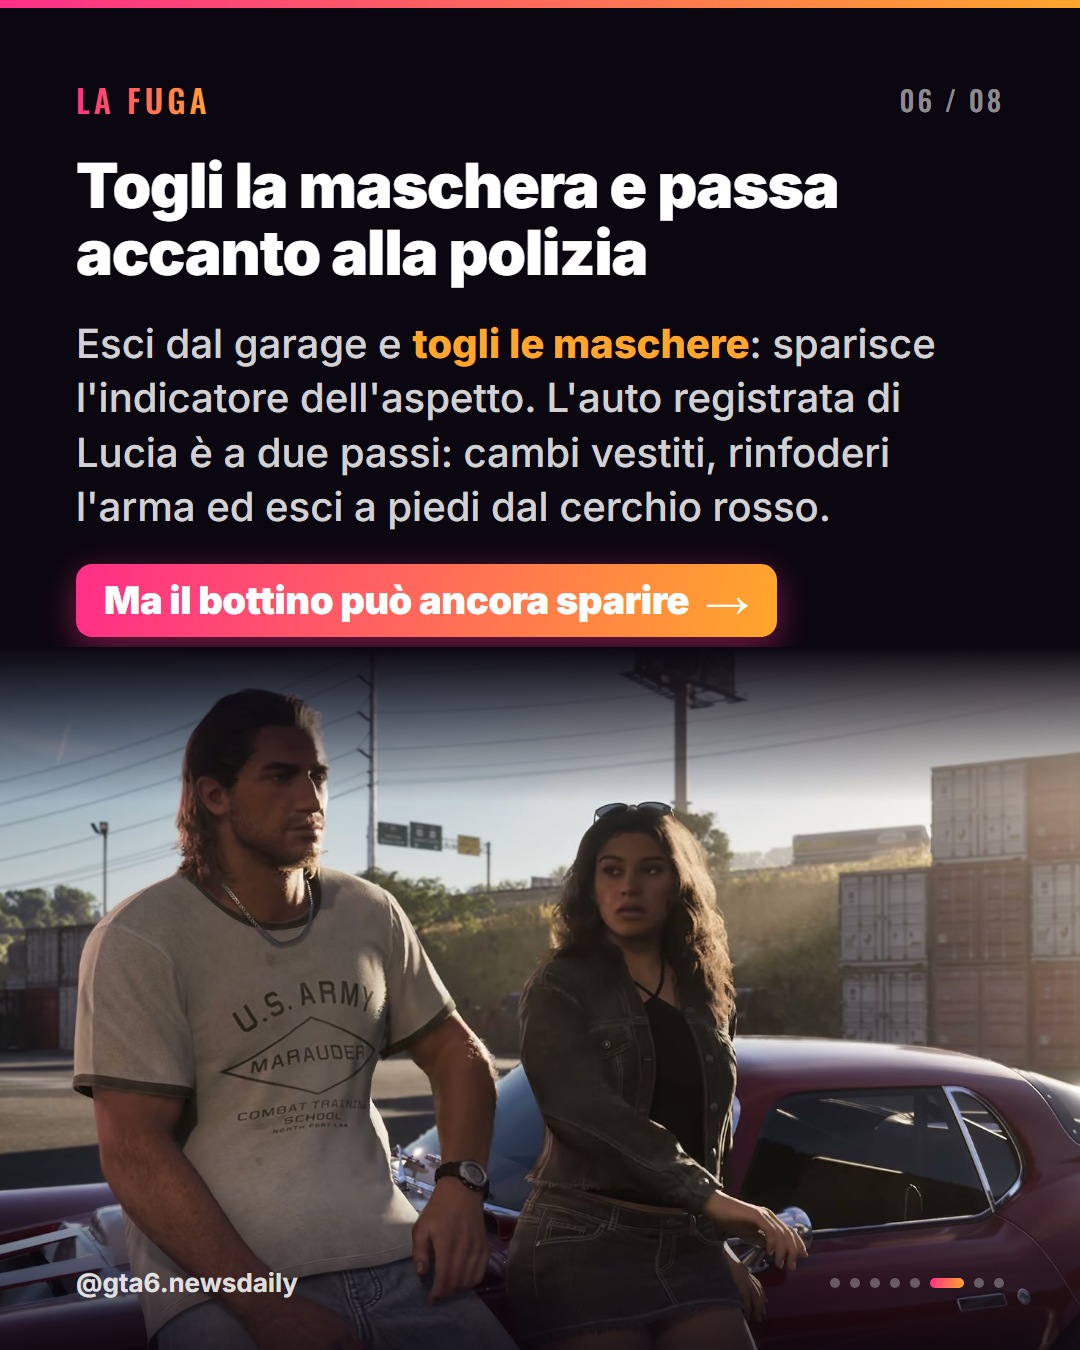 LA FUGA
06 / 08
Togli la maschera e passa
accanto alla polizia
Esci dal garage e togli le maschere: sparisce
l'indicatore dell'aspetto. L'auto registrata di
Lucia è a due passi: cambi vestiti, rinfoderi
l'arma ed esci a piedi dal cerchio rosso.
Ma il bottino può ancora sparire →
U.S. ARMY
MARAUDER
COMBAT TRAINING
SCHOOL
@gta6.newsdaily